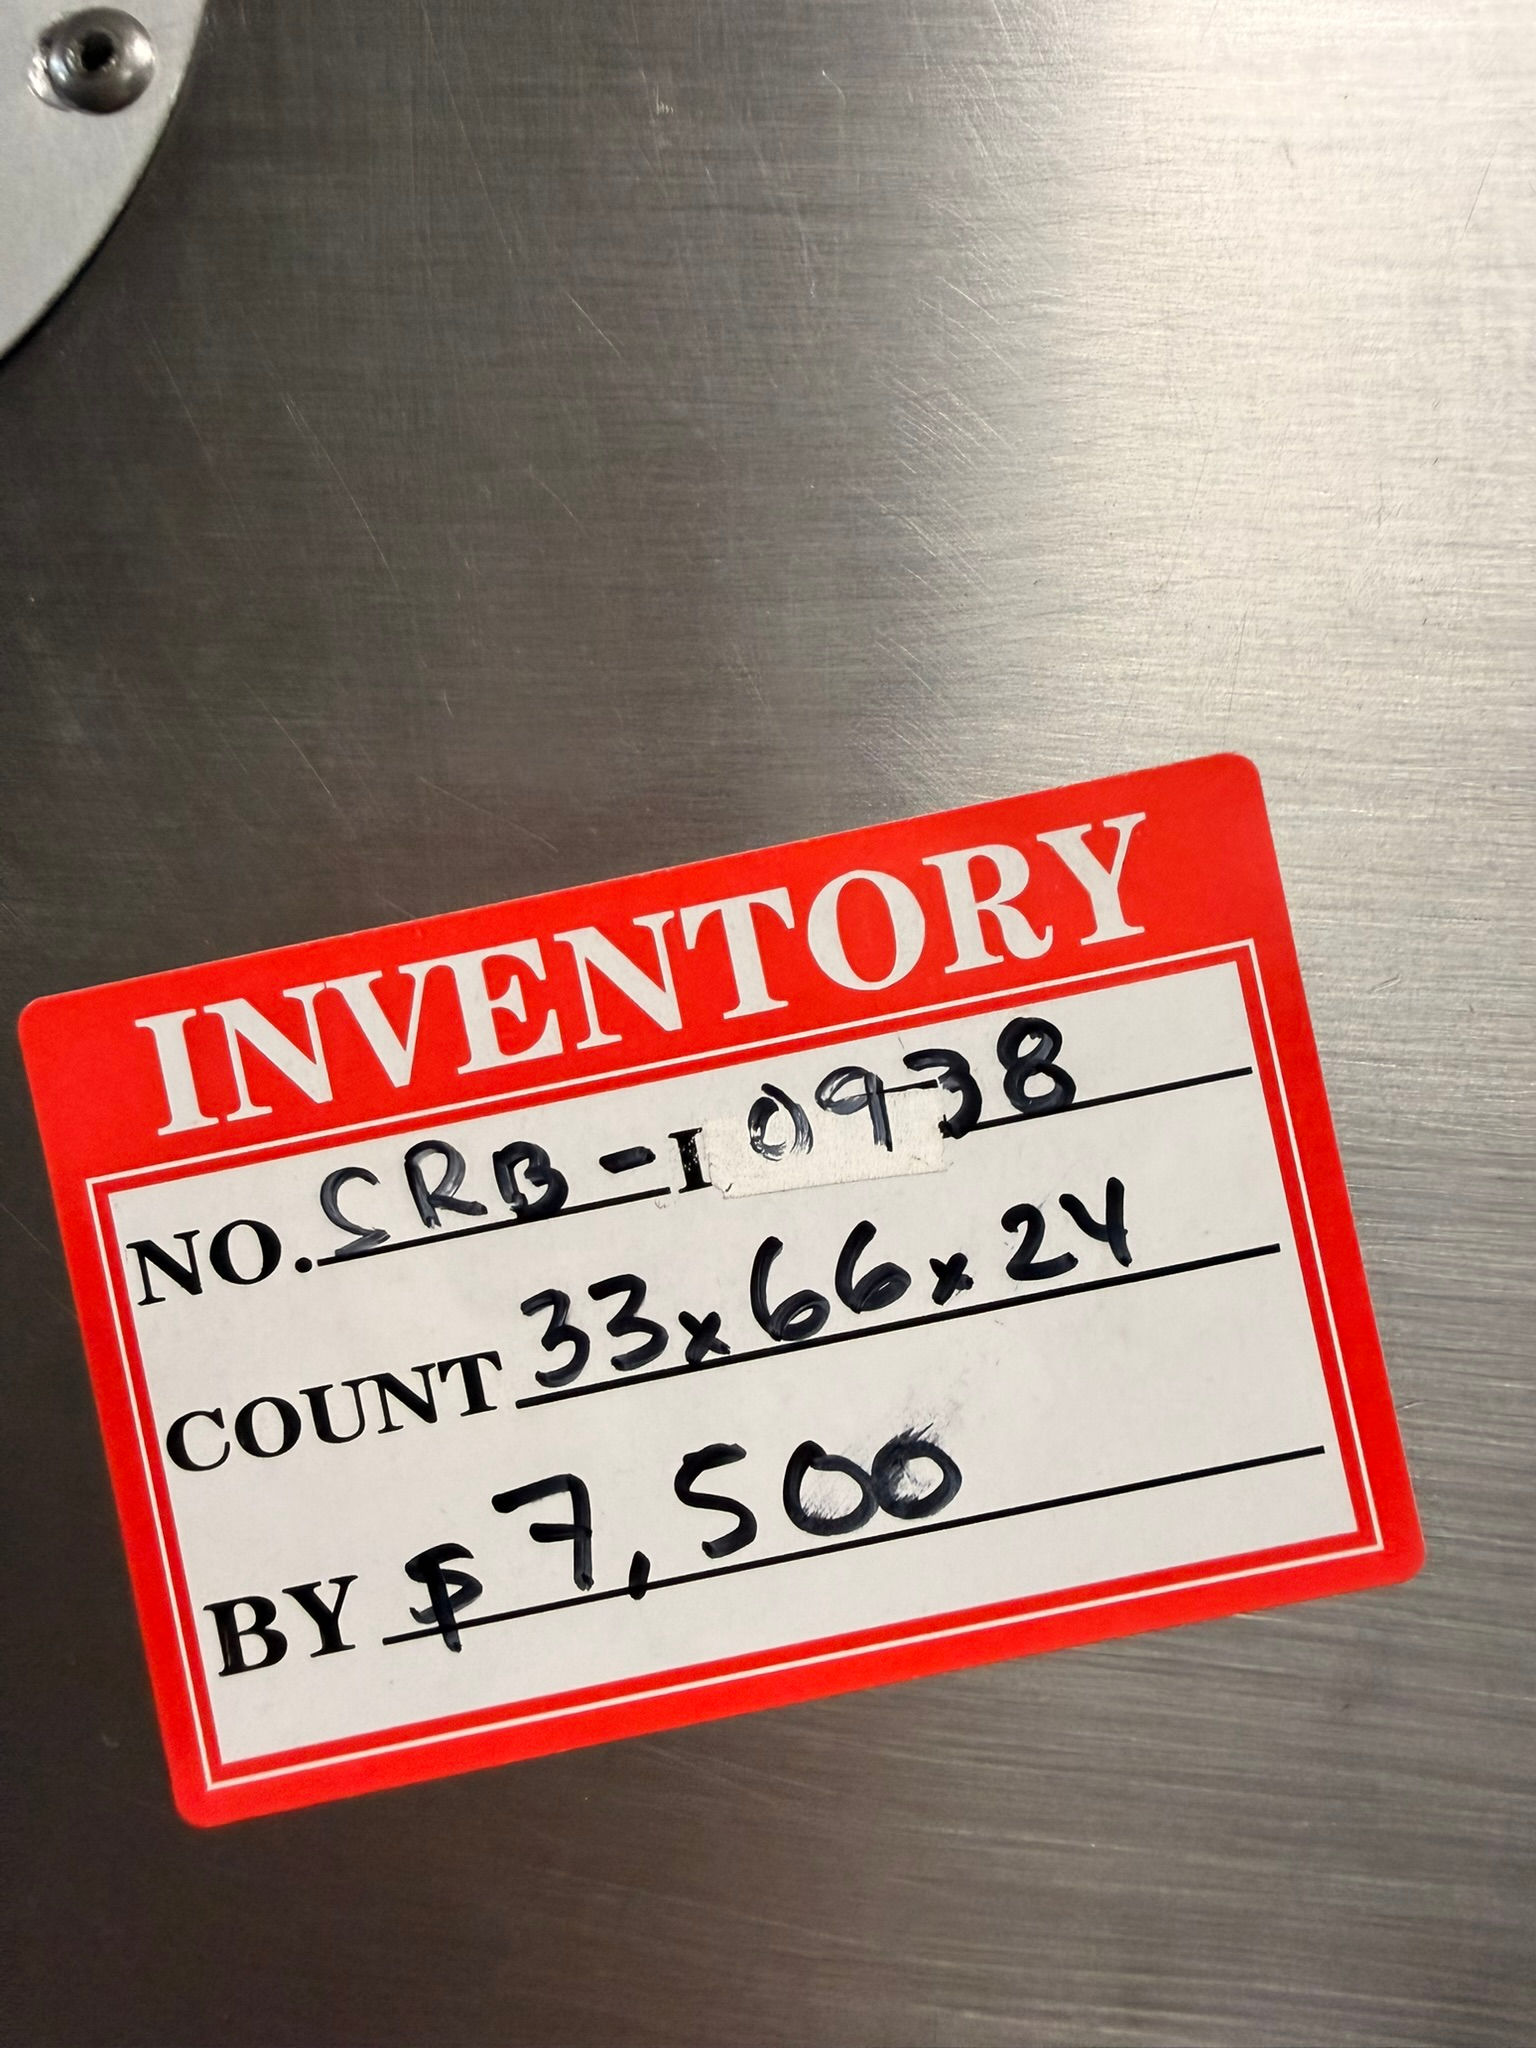 INVENTORY
NO. SRB-I 0938
COUNT 33x66x24
BY $7,500